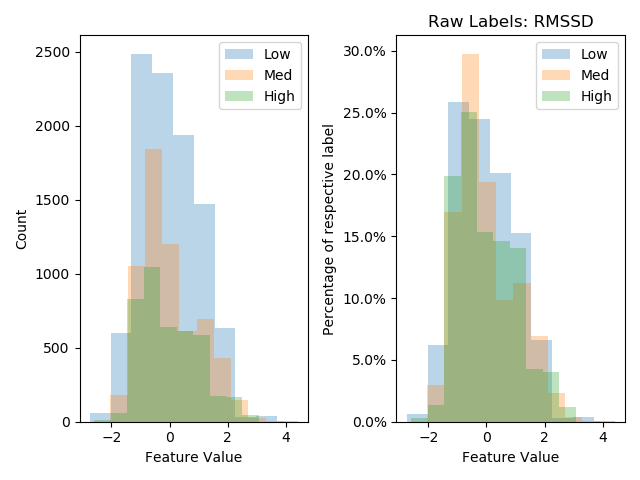 Raw Labels: RMSSD
2500
2000
1500
1000
500
0
Count
−2 0 2 4
Feature Value
Low
Med
High
30.0%
25.0%
20.0%
15.0%
10.0%
5.0%
0.0%
Percentage of respective label
−2 0 2 4
Feature Value
Low
Med
High